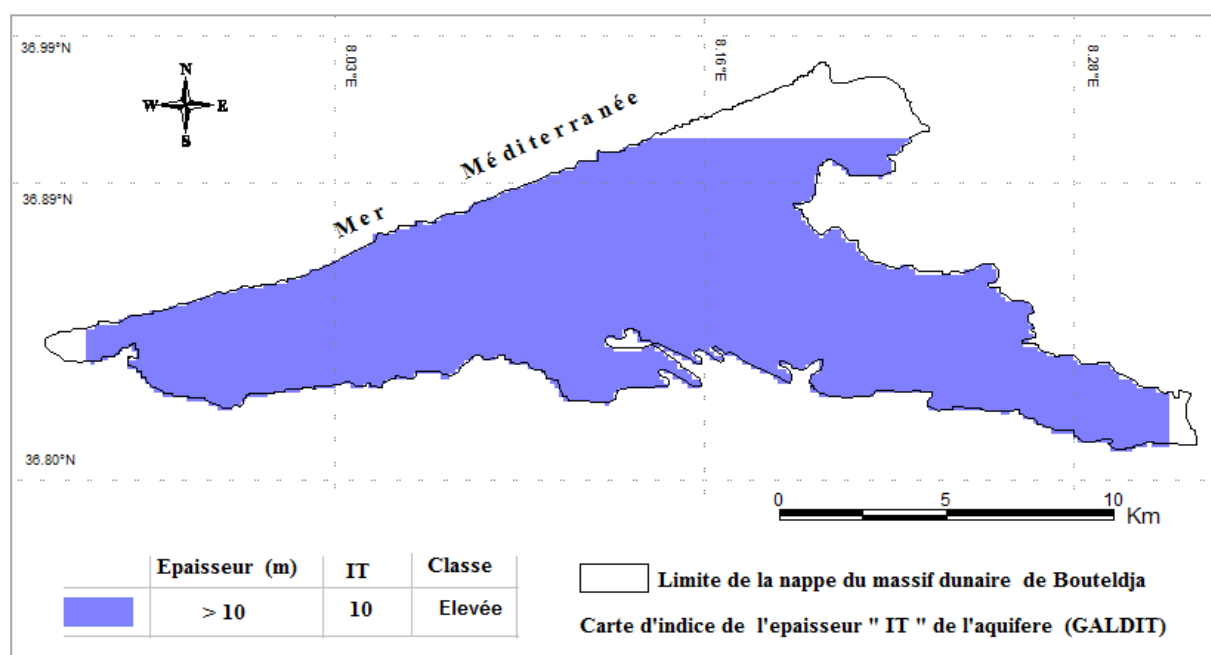 36.99°N
8.03°E
8.16°E
8.28°E
N
W E
S
Mer Méditerranée
36.89°N
36.80°N
0 5 10
Km
Epaisseur (m) IT Classe
> 10 10 Elevée
Limite de la nappe du massif dunaire de Bouteldja
Carte d'indice de l'epaisseur " IT " de l'aquifere (GALDIT)